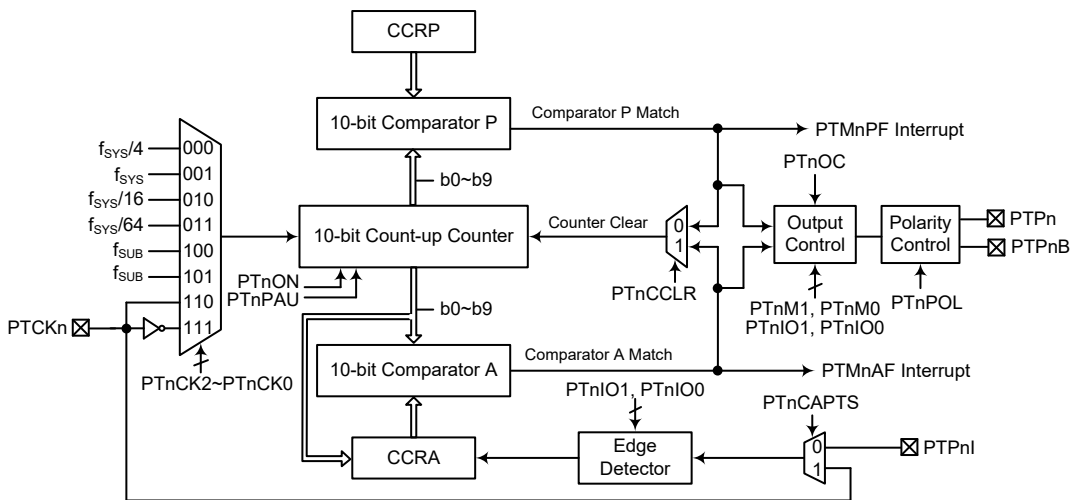 CCRP
10-bit Comparator P
Comparator P Match
PTMnPF Interrupt
fSYS/4
000
fSYS
001
fSYS/16
010
fSYS/64
011
fSUB
100
fSUB
101
110
111
PTCKn
PTnCK2~PTnCK0
b0~b9
10-bit Count-up Counter
PTnON
PTnPAU
Counter Clear
0
1
PTnCCLR
PTnOC
Output
Control
PTnM1, PTnM0
PTnIO1, PTnIO0
Polarity
Control
PTnPOL
PTPn
PTPnB
b0~b9
10-bit Comparator A
Comparator A Match
PTMnAF Interrupt
CCRA
PTnIO1, PTnIO0
Edge
Detector
PTnCAPTS
0
1
PTPnI